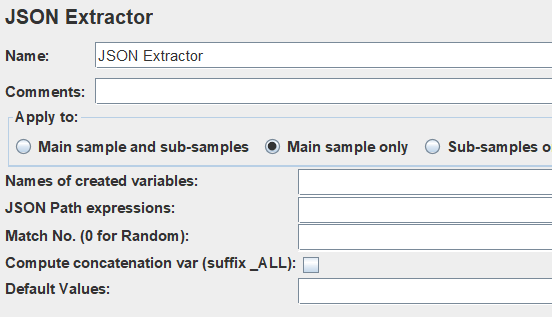 JSON Extractor
Name: JSON Extractor
Comments:
Apply to:
Main sample and sub-samples Main sample only Sub-samples o
Names of created variables:
JSON Path expressions:
Match No. (0 for Random):
Compute concatenation var (suffix _ALL):
Default Values: